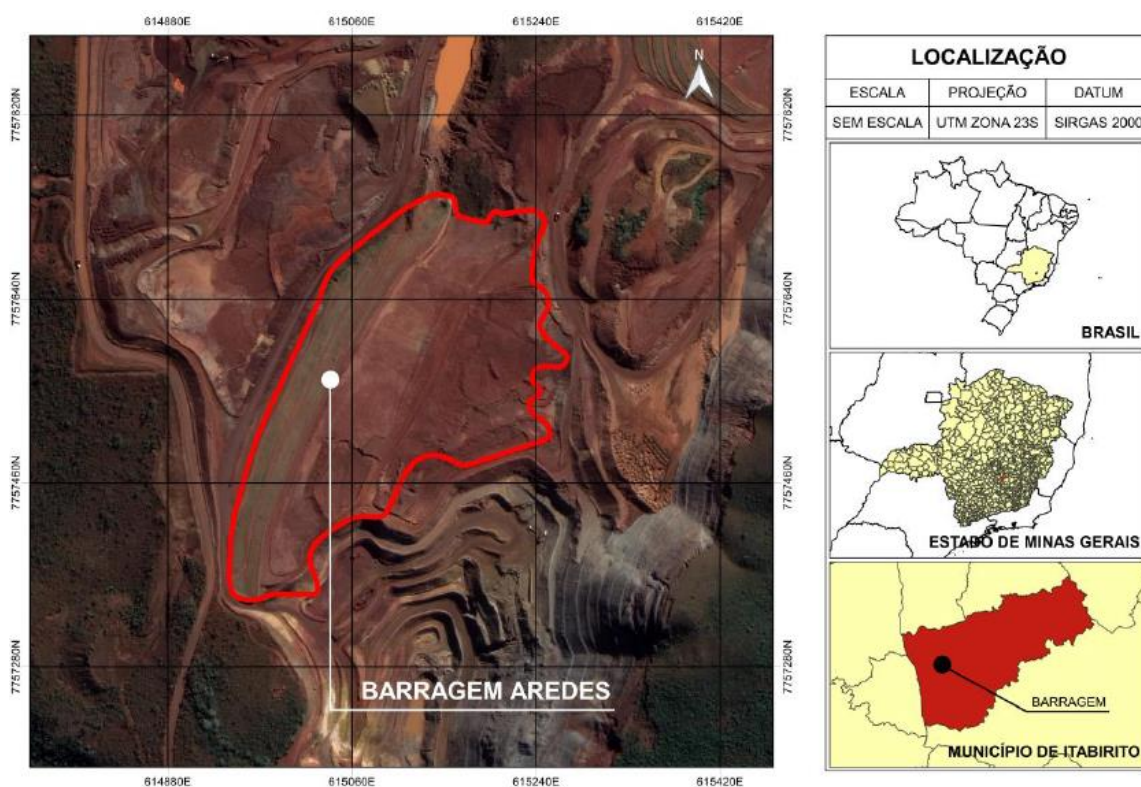 614880E
615060E
615240E
615420E
N
7757820N
7757640N
7757460N
7757280N
7757820N
7757640N
7757460N
7757280N
BARRAGEM AREDES
614880E
615060E
615240E
615420E
LOCALIZAÇÃO
ESCALA PROJEÇÃO DATUM
SEM ESCALA UTM ZONA 23S SIRGAS 2000
BRASIL
ESTADO DE MINAS GERAIS
BARRAGEM
MUNICÍPIO DE ITABIRITO